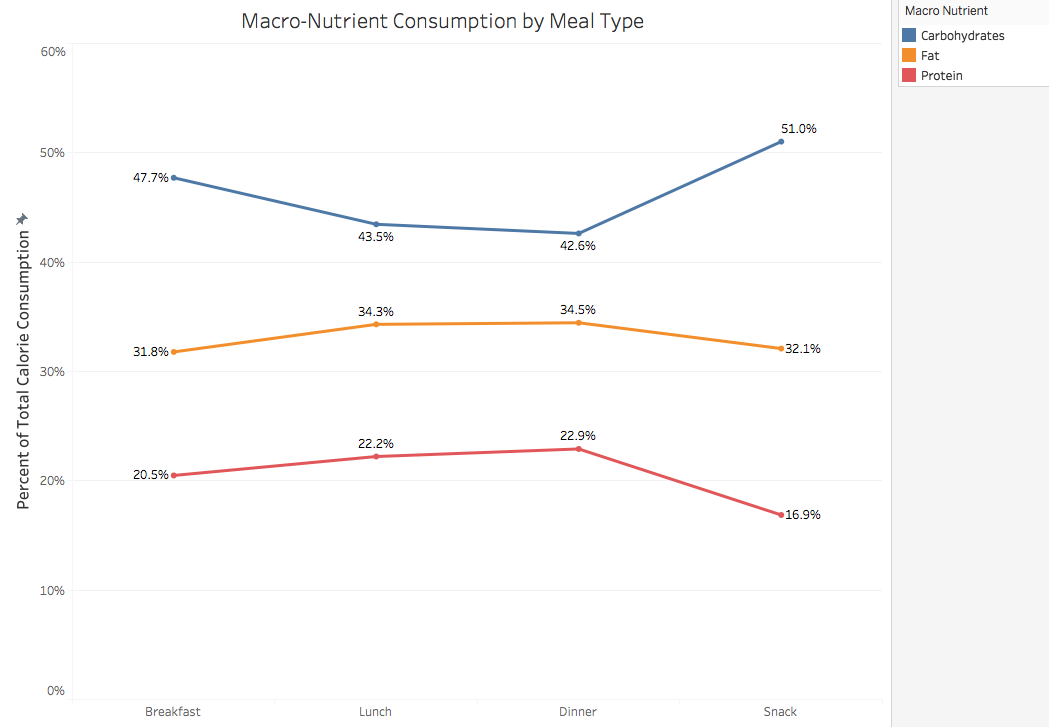 Macro-Nutrient Consumption by Meal Type
Macro Nutrient
Carbohydrates
Fat
Protein
Percent of Total Calorie Consumption
60%
50%
40%
30%
20%
10%
0%
47.7%
43.5%
42.6%
51.0%
31.8%
34.3%
34.5%
32.1%
20.5%
22.2%
22.9%
16.9%
Breakfast
Lunch
Dinner
Snack